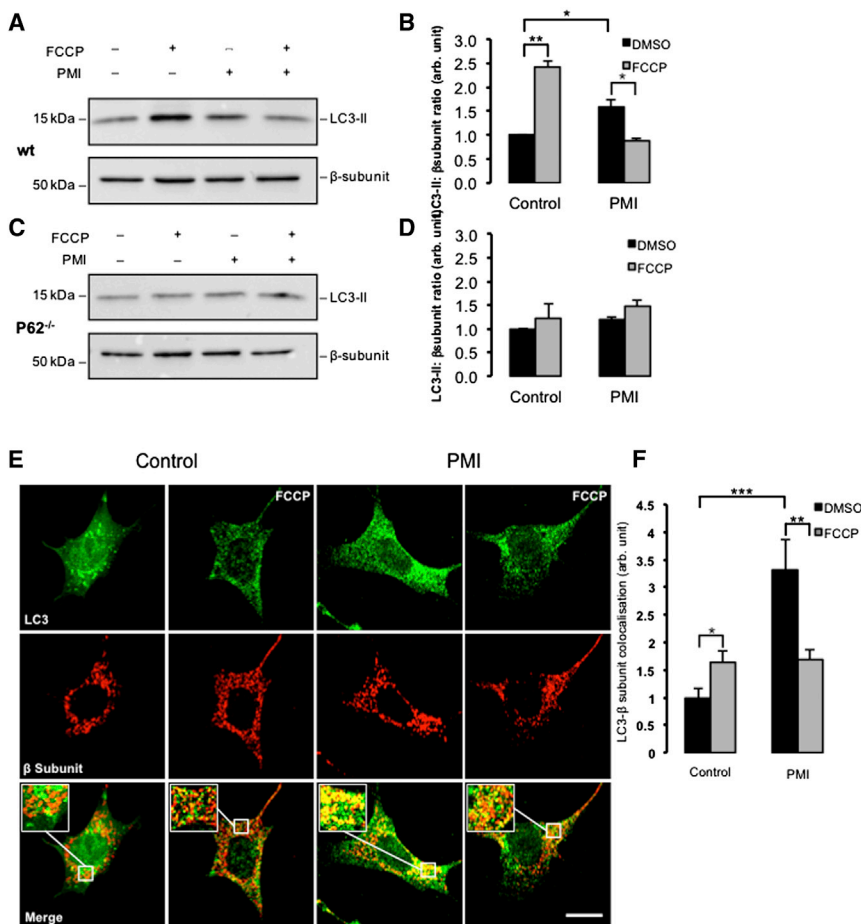 A
FCCP – + – +
PMI – – + +
15 kDa – – LC3-II
wt
50 kDa – – β-subunit
B
LC3-II: βsubunit ratio (arb. unit)
3.0
2.5
2.0
1.5
1.0
0.5
0.0
*
**
*
DMSO
FCCP
Control PMI
C
FCCP – + – +
PMI – – + +
15 kDa – – LC3-II
P62-/-
50 kDa – – β-subunit
D
LC3-II: βsubunit ratio (arb. unit)
3.0
2.5
2.0
1.5
1.0
0.5
0.0
DMSO
FCCP
Control PMI
E
Control PMI
FCCP FCCP
LC3
β Subunit
Merge
F
LC3-β subunit colocalisation (arb. unit)
4.5
4
3.5
3
2.5
2
1.5
1
0.5
0
***
**
*
DMSO
FCCP
Control PMI